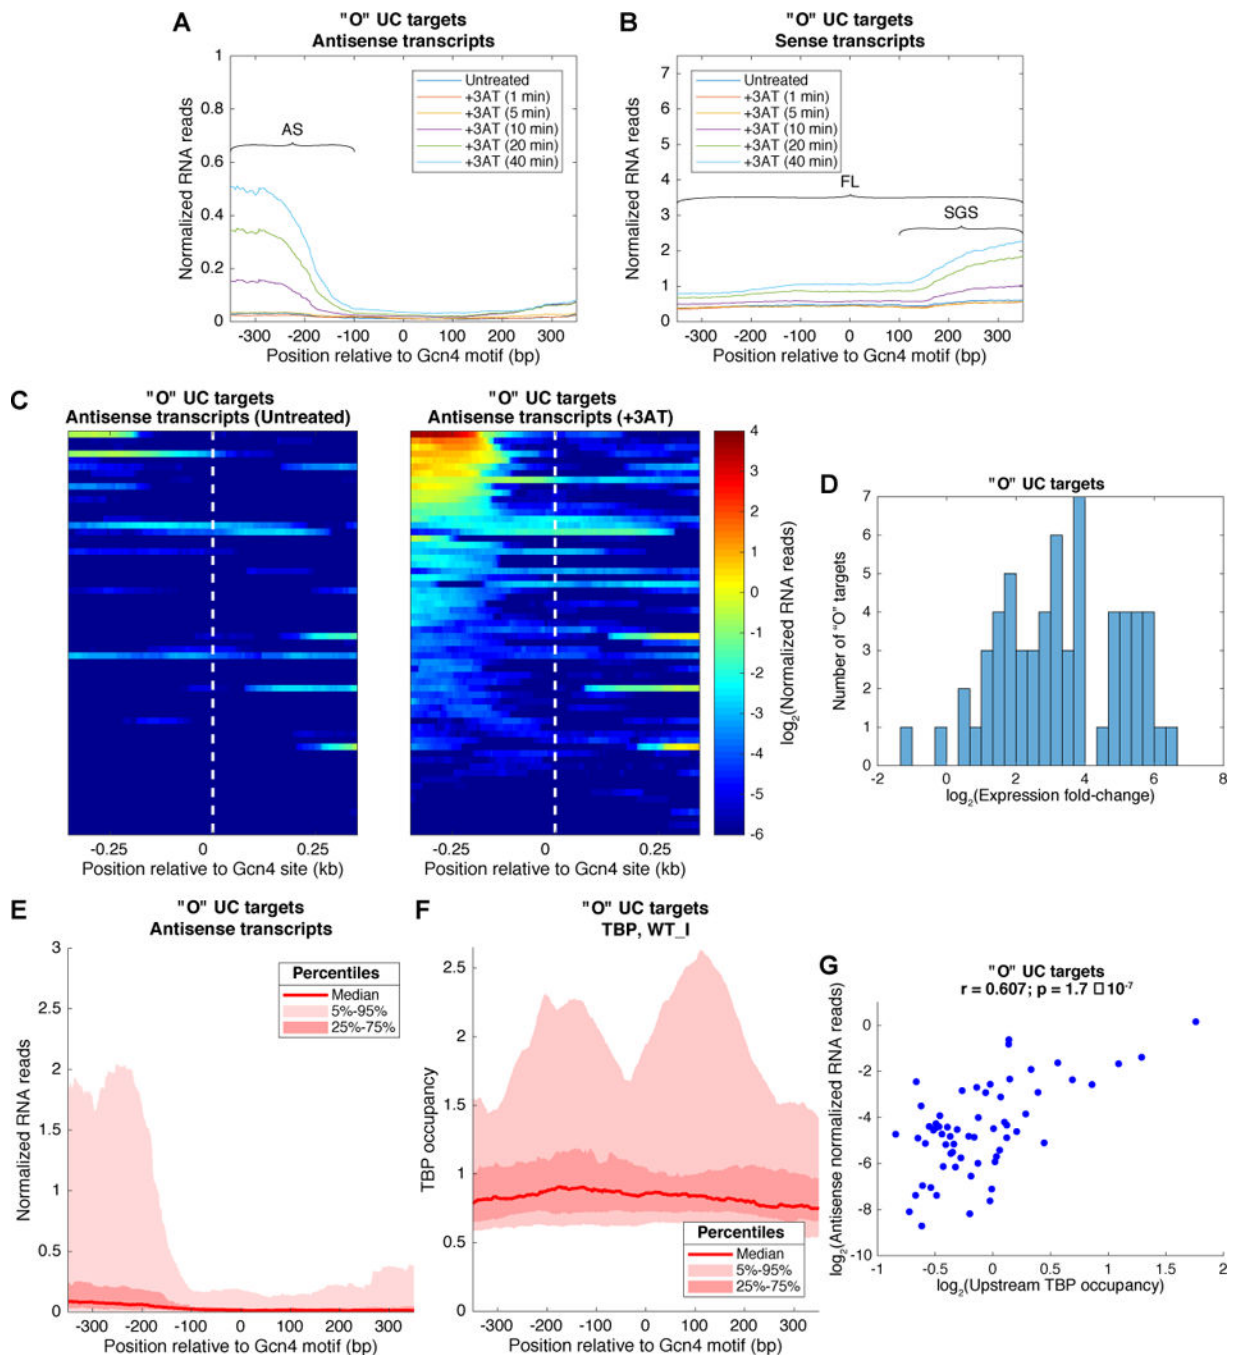 A
"O" UC targets
Antisense transcripts
Normalized RNA reads
1
0.8
0.6
0.4
0.2
0
AS
Untreated
+3AT (1 min)
+3AT (5 min)
+3AT (10 min)
+3AT (20 min)
+3AT (40 min)
-300 -200 -100 0 100 200 300
Position relative to Gcn4 motif (bp)
B
"O" UC targets
Sense transcripts
Normalized RNA reads
7
6
5
4
3
2
1
0
Untreated
+3AT (1 min)
+3AT (5 min)
+3AT (10 min)
+3AT (20 min)
+3AT (40 min)
FL
SGS
-300 -200 -100 0 100 200 300
Position relative to Gcn4 motif (bp)
C
"O" UC targets
Antisense transcripts (Untreated)
-0.25 0 0.25
Position relative to Gcn4 site (kb)
"O" UC targets
Antisense transcripts (+3AT)
-0.25 0 0.25
Position relative to Gcn4 site (kb)
4
3
2
1
0
-1
-2
-3
-4
-5
-6
log2(Normalized RNA reads)
D
"O" UC targets
Number of "O" targets
7
6
5
4
3
2
1
0
-2 0 2 4 6 8
log2(Expression fold-change)
E
"O" UC targets
Antisense transcripts
Normalized RNA reads
3
2.5
2
1.5
1
0.5
0
Percentiles
Median
5%-95%
25%-75%
-300 -200 -100 0 100 200 300
Position relative to Gcn4 motif (bp)
F
"O" UC targets
TBP, WT_I
TBP occupancy
2.5
2
1.5
1
0.5
0
Percentiles
Median
5%-95%
25%-75%
-300 -200 -100 0 100 200 300
Position relative to Gcn4 motif (bp)
G
"O" UC targets
r = 0.607; p = 1.7 □10-7
log2(Antisense normalized RNA reads)
0
-2
-4
-6
-8
-10
-1 -0.5 0 0.5 1 1.5 2
log2(Upstream TBP occupancy)